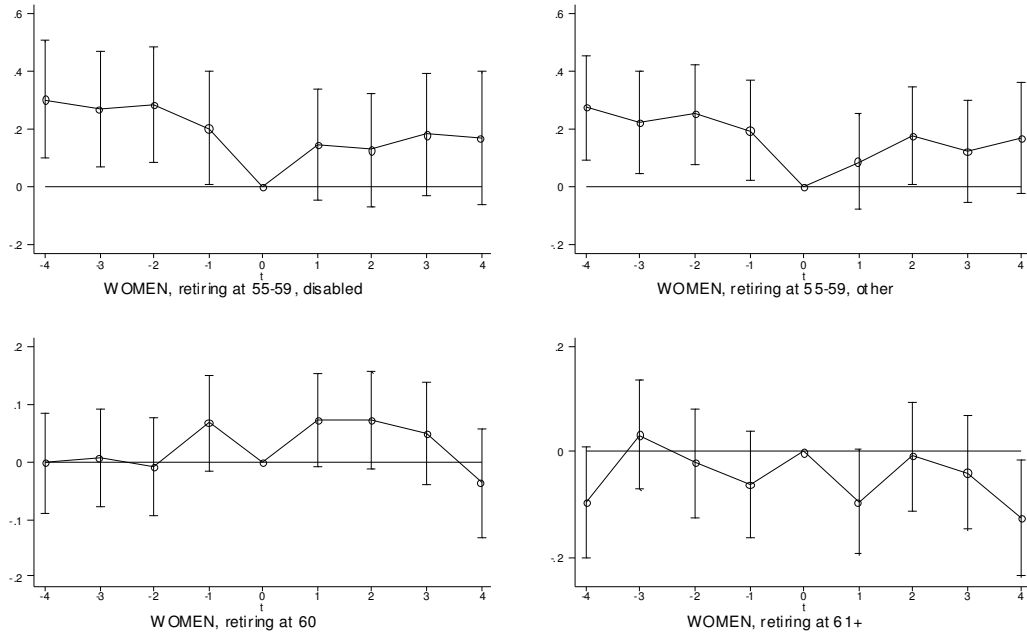 .6
.4
.2
0
-.2
-4 -3 -2 -1 0 1 2 3 4
t
WOMEN, retiring at 55-59, disabled
.6
.4
.2
0
-.2
-4 -3 -2 -1 0 1 2 3 4
t
WOMEN, retiring at 55-59, other
.2
.1
0
-.1
-.2
-4 -3 -2 -1 0 1 2 3 4
t
WOMEN, retiring at 60
.2
0
-.2
-4 -3 -2 -1 0 1 2 3 4
t
WOMEN, retiring at 61+